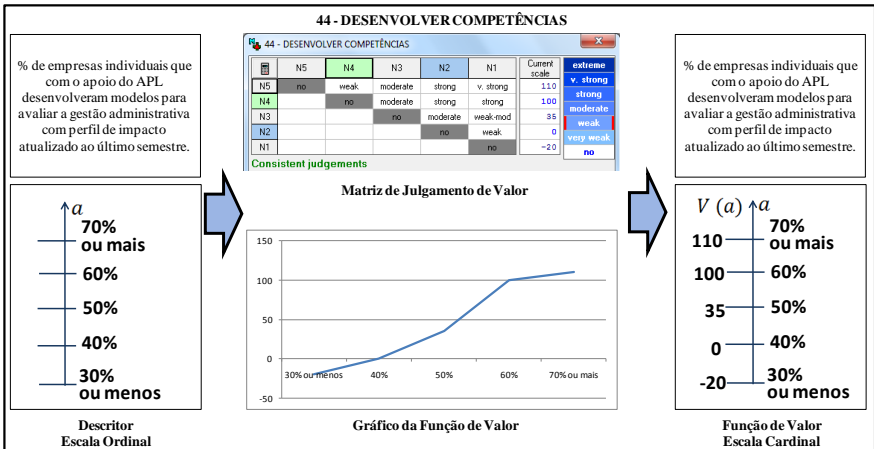 44 - DESENVOLVER COMPETÊNCIAS
% de empresas individuais que
com o apoio do APL
desenvolveram modelos para
avaliar a gestão administrativa
com perfil de impacto
atualizado ao último semestre.
a
70%
ou mais
60%
50%
40%
30%
ou menos
Descritor
Escala Ordinal
44 - DESENVOLVER COMPETÊNCIAS
N5 N4 N3 N2 N1 Current scale
N5 no weak moderate strong v. strong 110
N4 no moderate strong strong 100
N3 no moderate weak-mod 35
N2 no weak 0
N1 no -20
extreme
v. strong
strong
moderate
weak
very weak
no
Consistent judgements
Matriz de Julgamento de Valor
150
100
50
0
-50
30% ou menos 40% 50% 60% 70% ou mais
Gráfico da Função de Valor
% de empresas individuais que
com o apoio do APL
desenvolveram modelos para
avaliar a gestão administrativa
com perfil de impacto
atualizado ao último semestre.
V (a) a
110 70%
ou mais
100 60%
35 50%
0 40%
-20 30%
ou menos
Função de Valor
Escala Cardinal